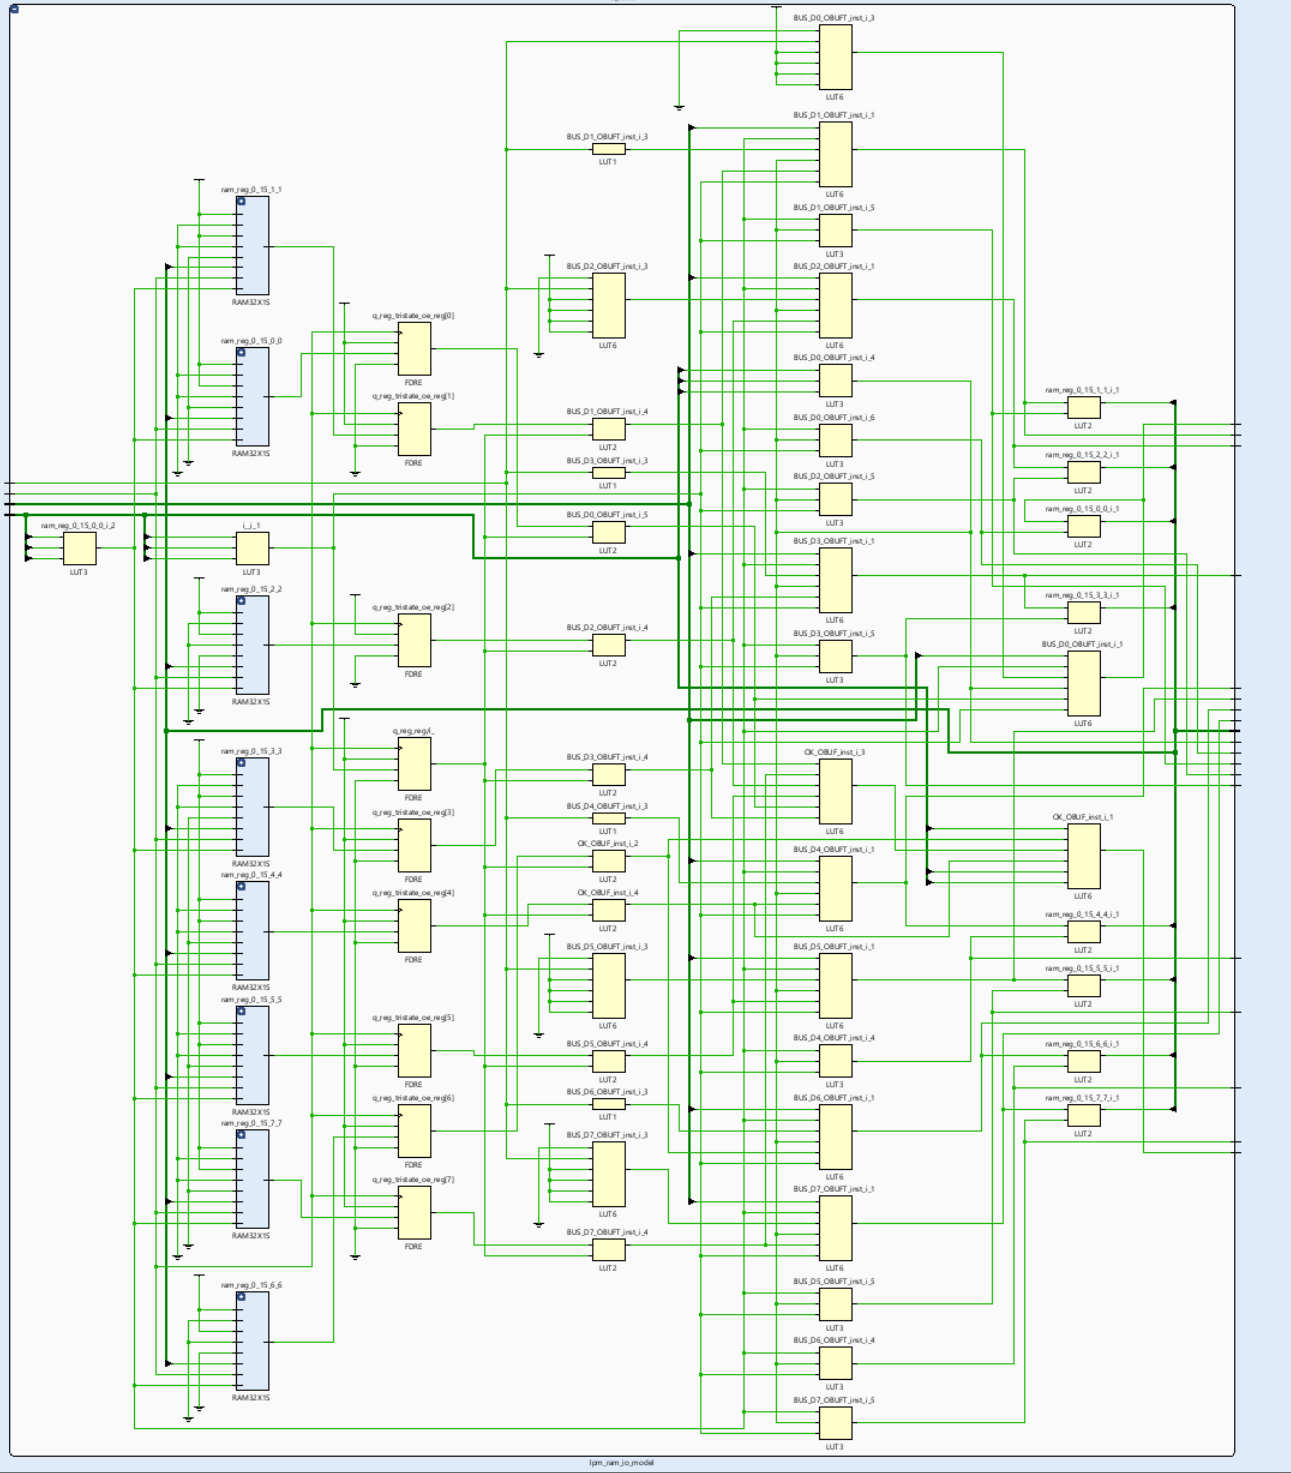 BUS_D0_OBUFT_inst_i_3
LUT6
BUS_D1_OBUFT_inst_i_1
LUT6
BUS_D1_OBUFT_inst_i_3
LUT1
ram_reg_0_15_1_1
RAM32X1S
BUS_D1_OBUFT_inst_i_5
LUT3
BUS_D2_OBUFT_inst_i_3
LUT6
BUS_D2_OBUFT_inst_i_1
LUT6
q_reg_tristate_oe_reg[0]
FDRE
ram_reg_0_15_0_0
RAM32X1S
BUS_D0_OBUFT_inst_i_4
LUT3
ram_reg_0_15_1_1_i_1
LUT2
q_reg_tristate_oe_reg[1]
FDRE
BUS_D1_OBUFT_inst_i_4
LUT2
BUS_D0_OBUFT_inst_i_6
LUT3
BUS_D3_OBUFT_inst_i_3
LUT1
ram_reg_0_15_2_2_i_1
LUT2
BUS_D2_OBUFT_inst_i_5
LUT3
BUS_D0_OBUFT_inst_i_5
LUT2
ram_reg_0_15_0_0_i_1
LUT2
ram_reg_0_15_0_0_i_2
LUT3
i_i_1
LUT3
BUS_D3_OBUFT_inst_i_1
LUT6
ram_reg_0_15_2_2
RAM32X1S
q_reg_tristate_oe_reg[2]
FDRE
BUS_D2_OBUFT_inst_i_4
LUT2
ram_reg_0_15_3_3_i_1
LUT2
BUS_D3_OBUFT_inst_i_5
LUT3
BUS_D0_OBUFT_inst_i_1
LUT6
q_reg_reg/i_
FDRE
ram_reg_0_15_3_3
RAM32X1S
BUS_D3_OBUFT_inst_i_4
LUT2
CK_OBUF_inst_i_3
LUT6
BUS_D4_OBUFT_inst_i_3
LUT1
q_reg_tristate_oe_reg[3]
FDRE
CK_OBUF_inst_i_2
LUT2
CK_OBUF_inst_i_1
LUT6
BUS_D4_OBUFT_inst_i_1
LUT6
ram_reg_0_15_4_4
RAM32X1S
q_reg_tristate_oe_reg[4]
FDRE
CK_OBUF_inst_i_4
LUT2
ram_reg_0_15_4_4_i_1
LUT2
BUS_D5_OBUFT_inst_i_3
LUT6
BUS_D5_OBUFT_inst_i_1
LUT6
ram_reg_0_15_5_5_i_1
LUT2
ram_reg_0_15_5_5
RAM32X1S
q_reg_tristate_oe_reg[5]
FDRE
BUS_D5_OBUFT_inst_i_4
LUT2
BUS_D4_OBUFT_inst_i_4
LUT3
ram_reg_0_15_6_6_i_1
LUT2
BUS_D6_OBUFT_inst_i_3
LUT1
q_reg_tristate_oe_reg[6]
FDRE
BUS_D6_OBUFT_inst_i_1
LUT6
ram_reg_0_15_7_7_i_1
LUT2
ram_reg_0_15_7_7
RAM32X1S
BUS_D7_OBUFT_inst_i_3
LUT6
q_reg_tristate_oe_reg[7]
FDRE
BUS_D7_OBUFT_inst_i_1
LUT6
BUS_D7_OBUFT_inst_i_4
LUT2
ram_reg_0_15_6_6
RAM32X1S
BUS_D5_OBUFT_inst_i_5
LUT3
BUS_D6_OBUFT_inst_i_4
LUT3
BUS_D7_OBUFT_inst_i_5
LUT3
lpm_ram_io_model